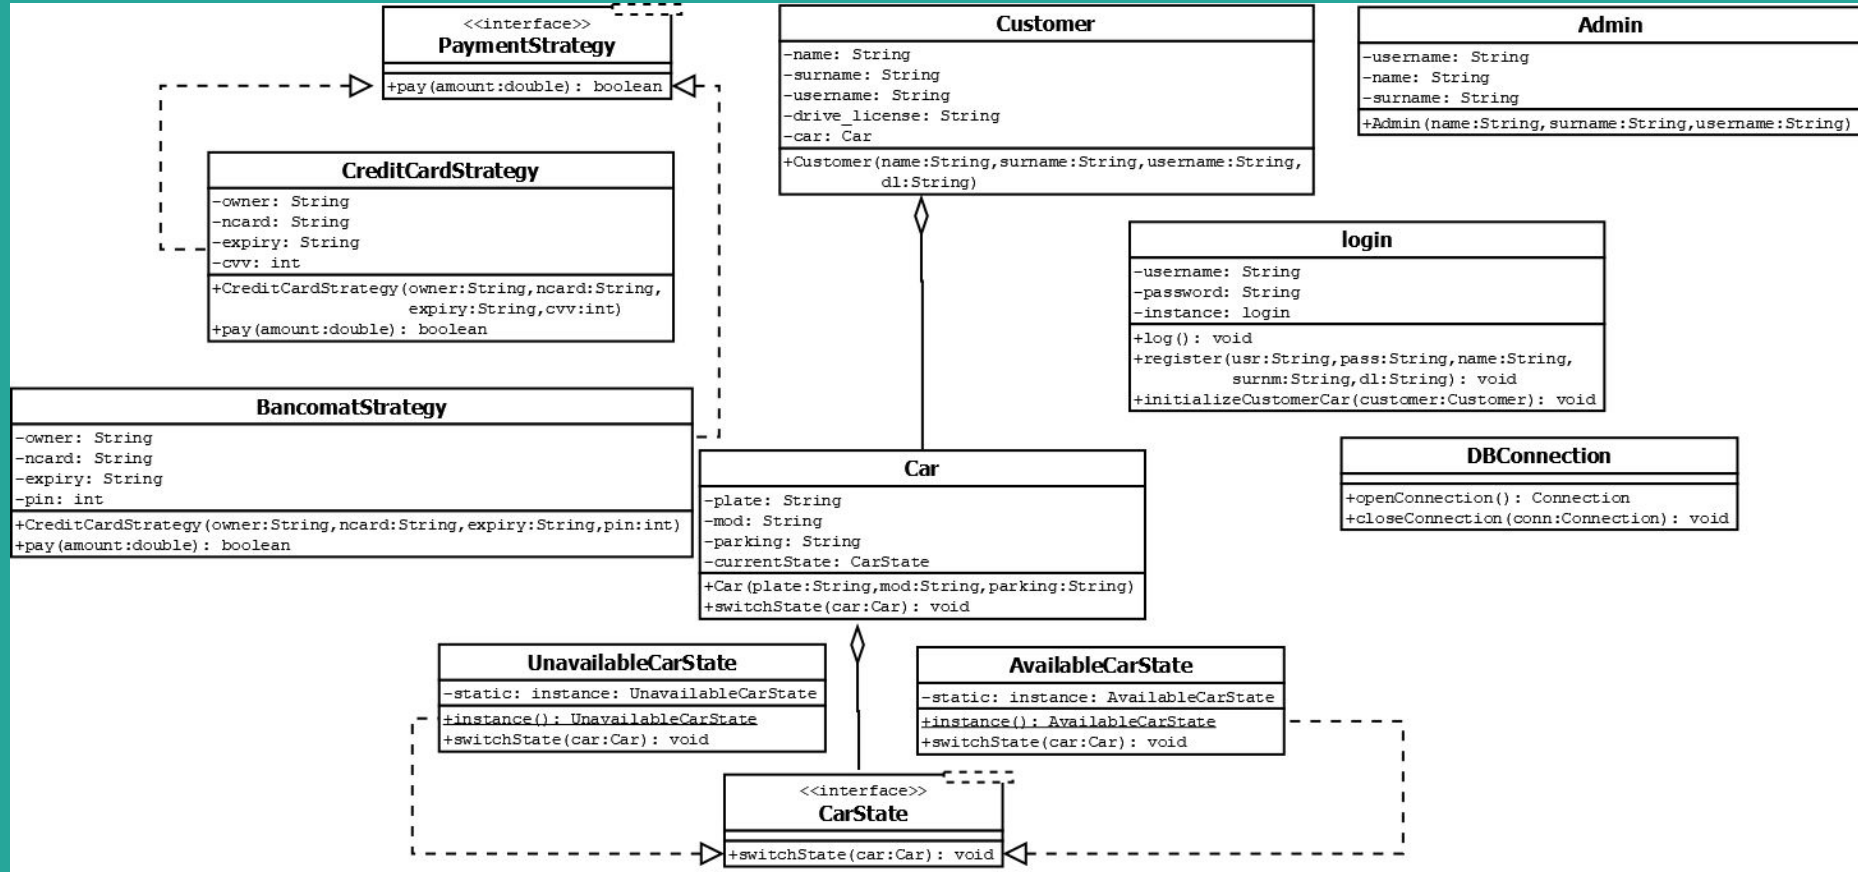 <<interface>>
PaymentStrategy
+pay(amount:double): boolean
Customer
-name: String
-surname: String
-username: String
-drive_license: String
-car: Car
+Customer(name:String,surname:String,username:String,
dl:String)
Admin
-username: String
-name: String
-surname: String
+Admin(name:String,surname:String,username:String)
CreditCardStrategy
-owner: String
-ncard: String
-expiry: String
-cvv: int
+CreditCardStrategy(owner:String,ncard:String,
expiry:String,cvv:int)
+pay(amount:double): boolean
login
-username: String
-password: String
-instance: login
+log(): void
+register(usr:String,pass:String,name:String,
surnm:String,dl:String): void
+initializeCustomerCar(customer:Customer): void
BancomatStrategy
-owner: String
-ncard: String
-expiry: String
-pin: int
+CreditCardStrategy(owner:String,ncard:String,expiry:String,pin:int)
+pay(amount:double): boolean
Car
-plate: String
-mod: String
-parking: String
-currentState: CarState
+Car(plate:String,mod:String,parking:String)
+switchState(car:Car): void
DBConnection
+openConnection(): Connection
+closeConnection(conn:Connection): void
UnavailableCarState
-static: instance: UnavailableCarState
+instance(): UnavailableCarState
+switchState(car:Car): void
AvailableCarState
-static: instance: AvailableCarState
+instance(): AvailableCarState
+switchState(car:Car): void
<<interface>>
CarState
+switchState(car:Car): void